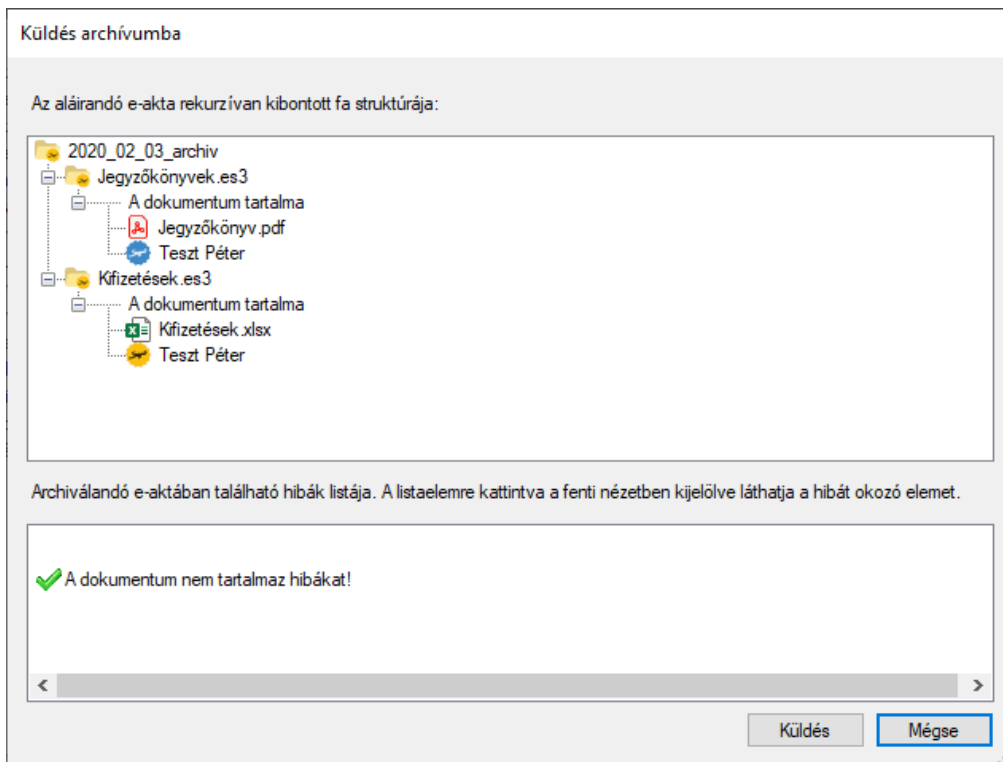 Küldés archívumba
Az aláirandó e-akta rekurzívan kibontott fa struktúrája:
2020_02_03_archiv
Jegyzőkönyvek.es3
A dokumentum tartalma
Jegyzőkönyv.pdf
Teszt Péter
Kifizetések.es3
A dokumentum tartalma
Kifizetések.xlsx
Teszt Péter
Archiválandó e-aktában található hibák listája. A listaelemre kattintva a fenti nézetben kijelölve láthatja a hibát okozó elemet.
A dokumentum nem tartalmaz hibákat!
Küldés Mégse